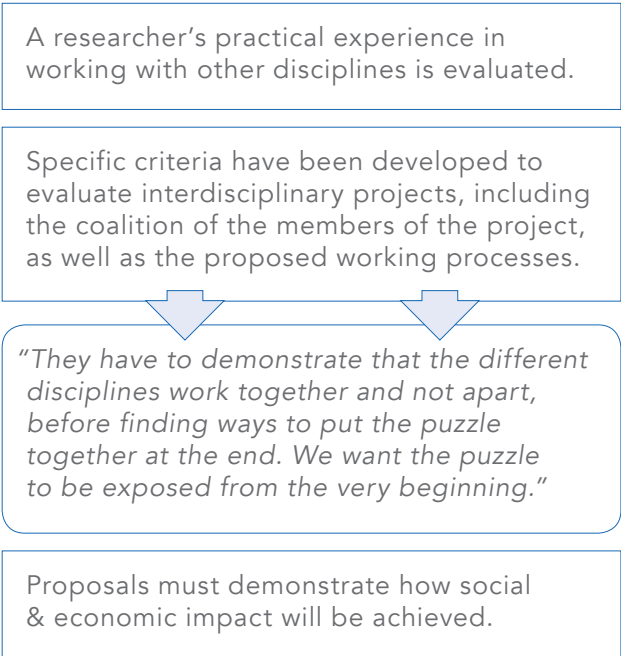 A researcher’s practical experience in
working with other disciplines is evaluated.
Specific criteria have been developed to
evaluate interdisciplinary projects, including
the coalition of the members of the project,
as well as the proposed working processes.
“They have to demonstrate that the different
disciplines work together and not apart,
before finding ways to put the puzzle
together at the end. We want the puzzle
to be exposed from the very beginning.”
Proposals must demonstrate how social
& economic impact will be achieved.